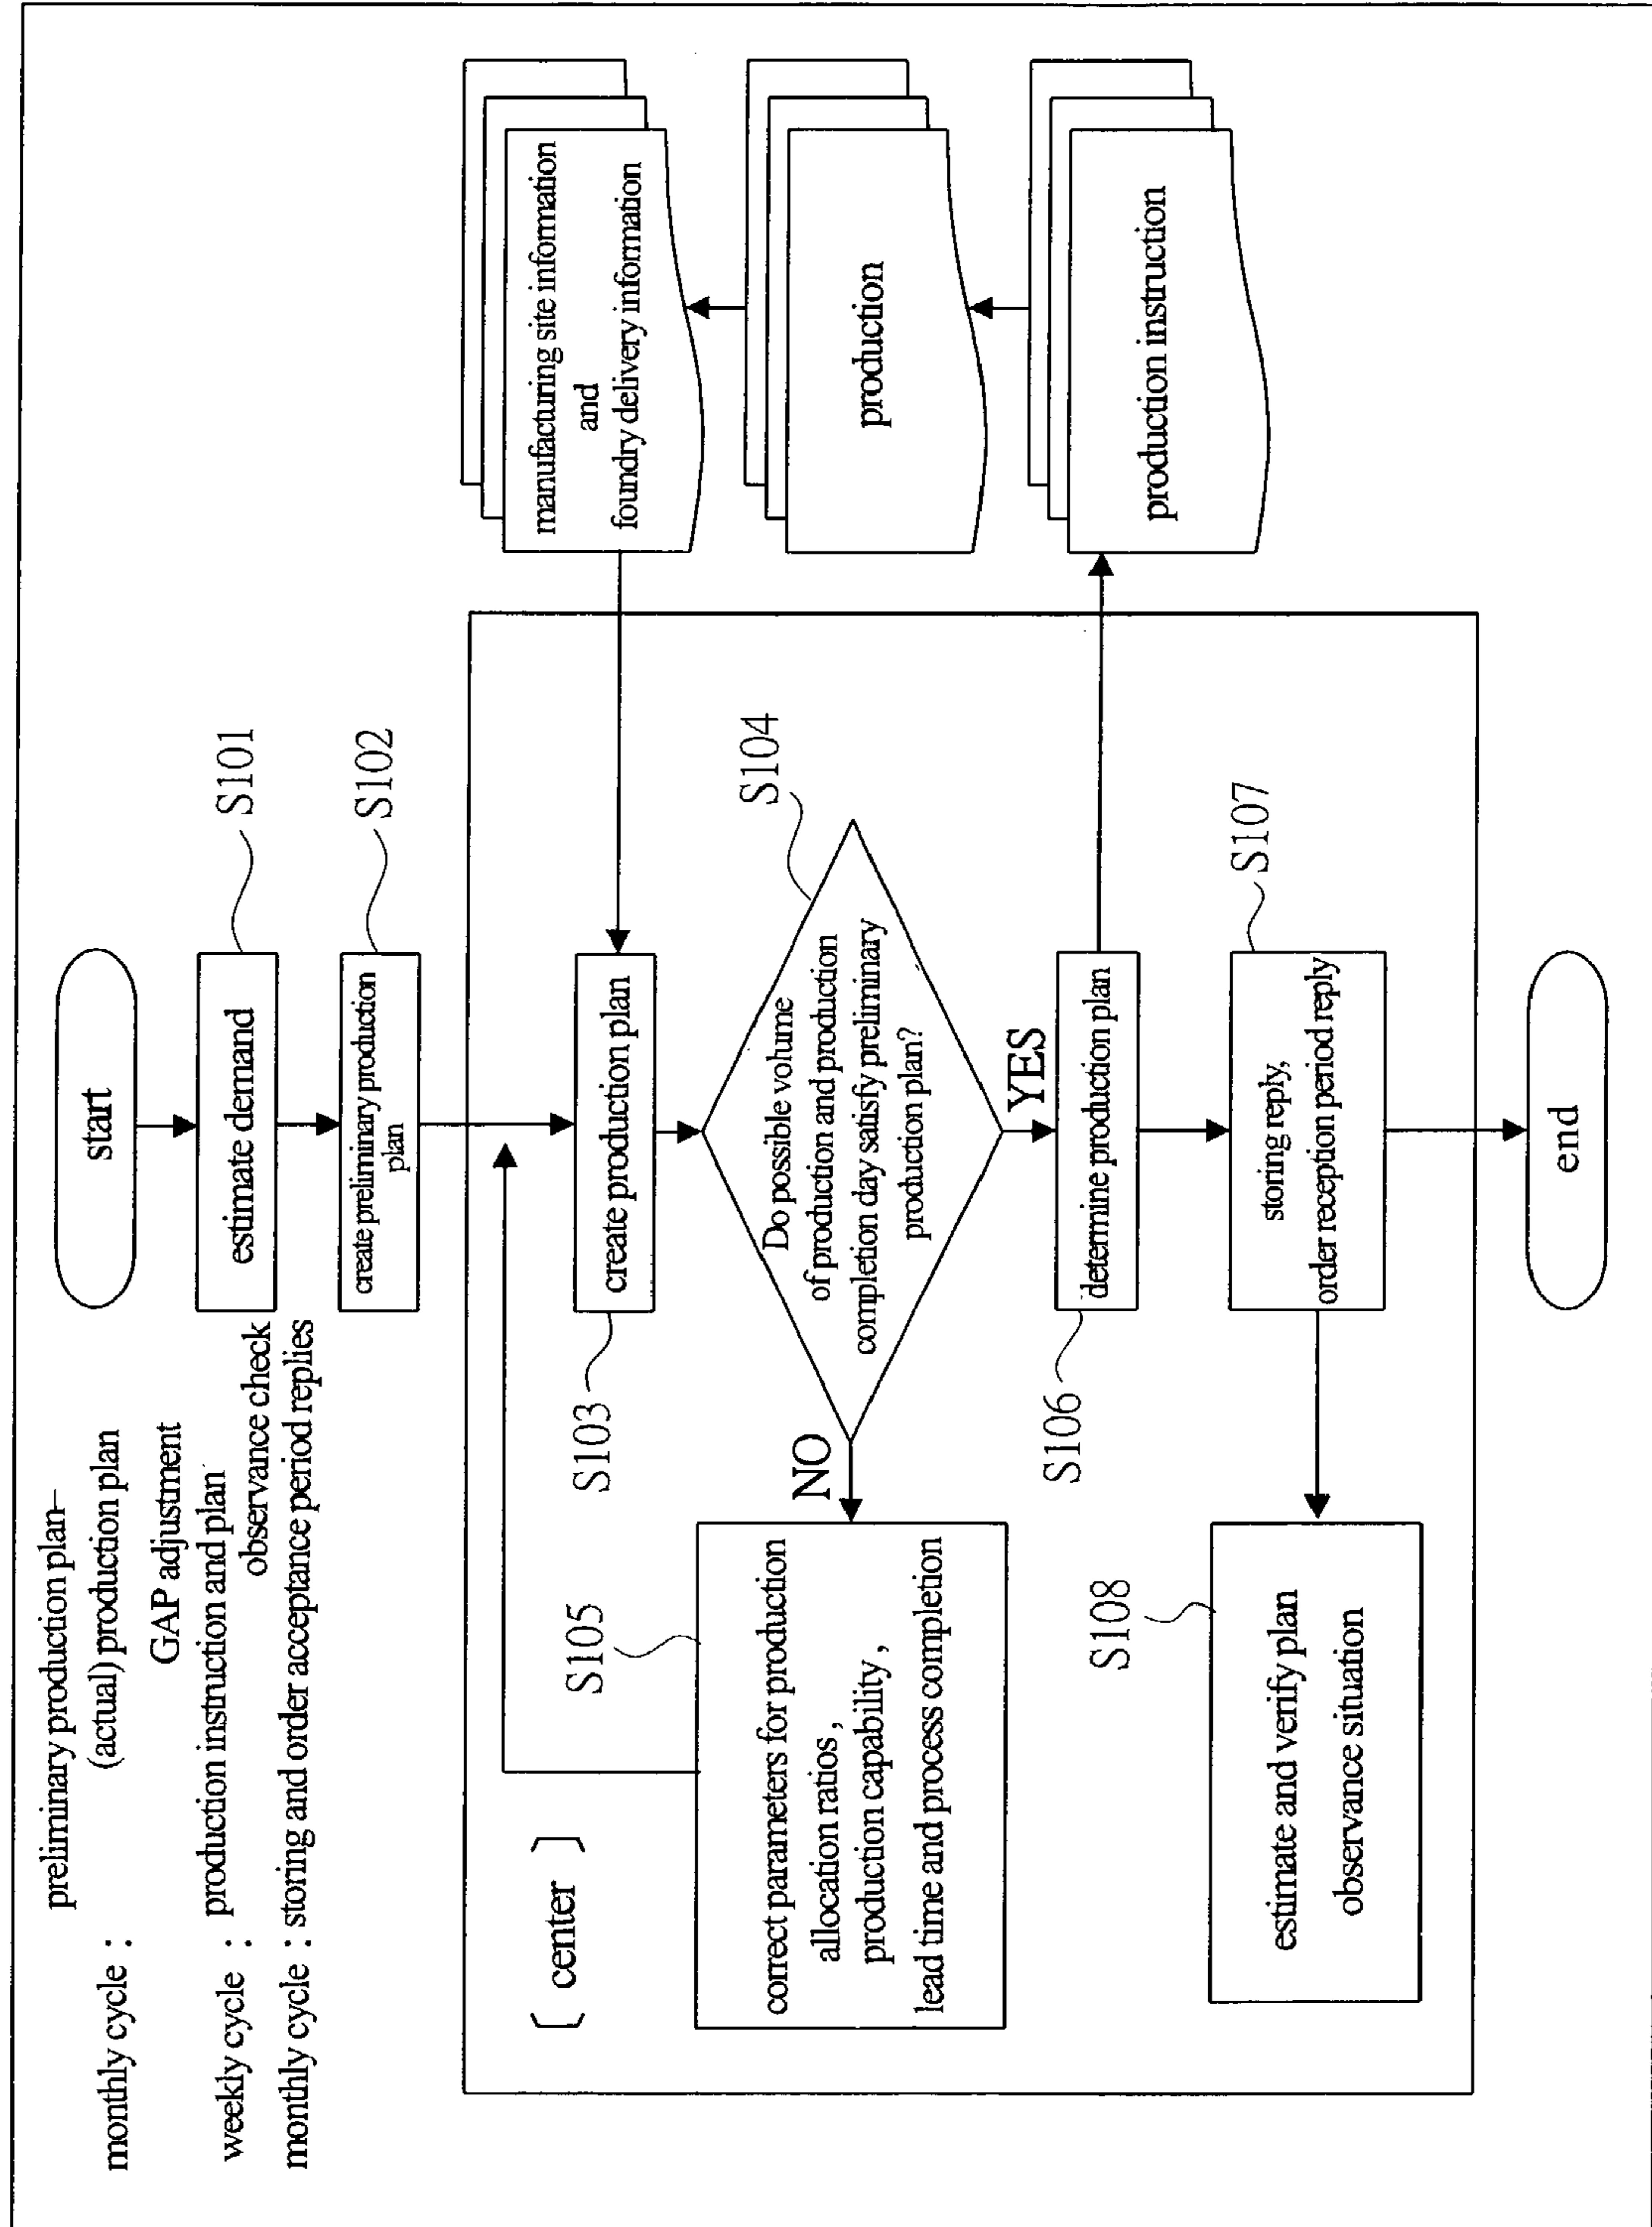 preliminary production plan–
monthly cycle :
(actual) production plan
GAP adjustment
weekly cycle : production instruction and plan
observance check
monthly cycle : storing and order acceptance period replies
start
estimate demand
S101
create preliminary production
plan
S102
[ center ]
create production plan
S103
manufacturing site information
and
foundry delivery information
Do possible volume
of production and production
completion day satisfy preliminary
production plan?
S104
NO
YES
S105
correct parameters for production
allocation ratios,
production capability,
lead time and process completion
production
determine production plan
S106
production instruction
storing reply,
order reception period reply
S107
S108
estimate and verify plan
observance situation
end